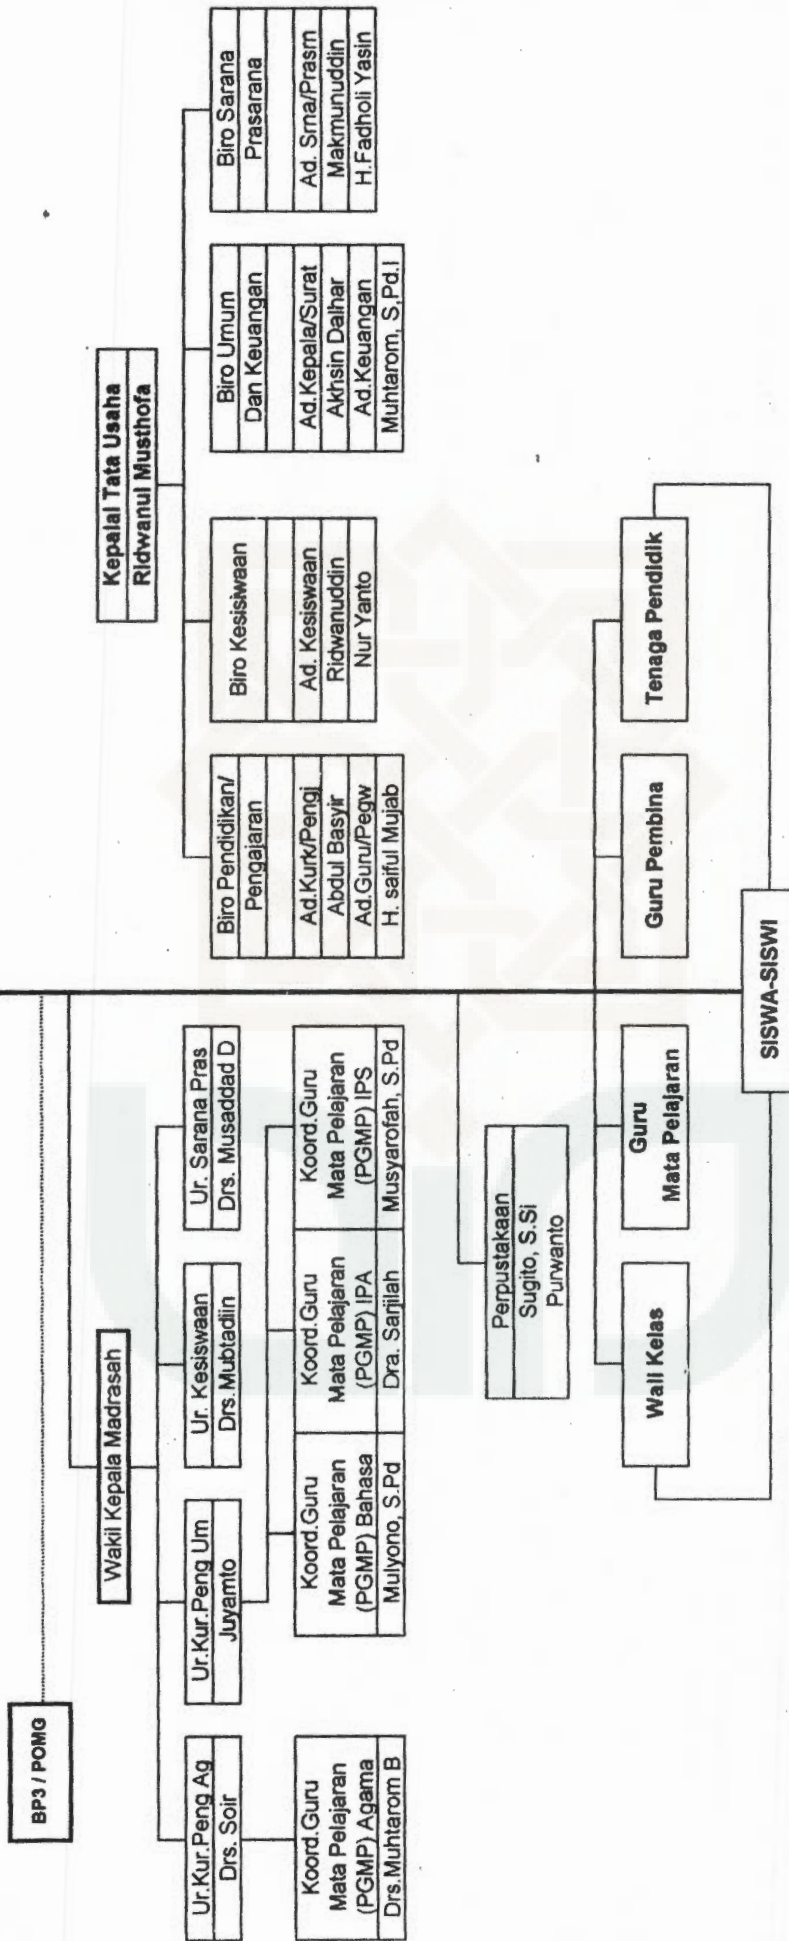 BP3 / POMG
Wakil Kepala Madrasah
Kepalal Tata Usaha
Ridwanul Musthofa
Ur.Kur.Peng Ag
Drs. Soir
Ur.Kur.Peng Um
Juyamto
Ur. Kesiswaan
Drs. Mubtadiin
Ur. Sarana Pras
Drs. Musaddad D
Biro Pendidikan/
Pengajaran
Ad.Kurk/Pengj
Abdul Basyir
Ad.Guru/Pegw
H. saiful Mujab
Biro Kesisiwaan
Ad. Kesiswaan
Ridwanuddin
Nur Yanto
Biro Umum
Dan Keuangan
Ad.Kepala/Surat
Akhsin Dalhar
Ad.Keuangan
Muhtarom, S,Pd.I
Biro Sarana
Prasarana
Ad. Srna/Prasrn
Makmunuddin
H.Fadholi Yasin
Koord.Guru
Mata Pelajaran
(PGMP) Agama
Drs.Muhtarom B
Koord.Guru
Mata Pelajaran
(PGMP) Bahasa
Mulyono, S.Pd
Koord.Guru
Mata Pelajaran
(PGMP) IPA
Dra. Sarjilah
Koord.Guru
Mata Pelajaran
(PGMP) IPS
Musyarofah, S.Pd
Perpustakaan
Sugito, S.Si
Purwanto
Wali Kelas
Guru
Mata Pelajaran
Guru Pembina
Tenaga Pendidik
SISWA-SISWI